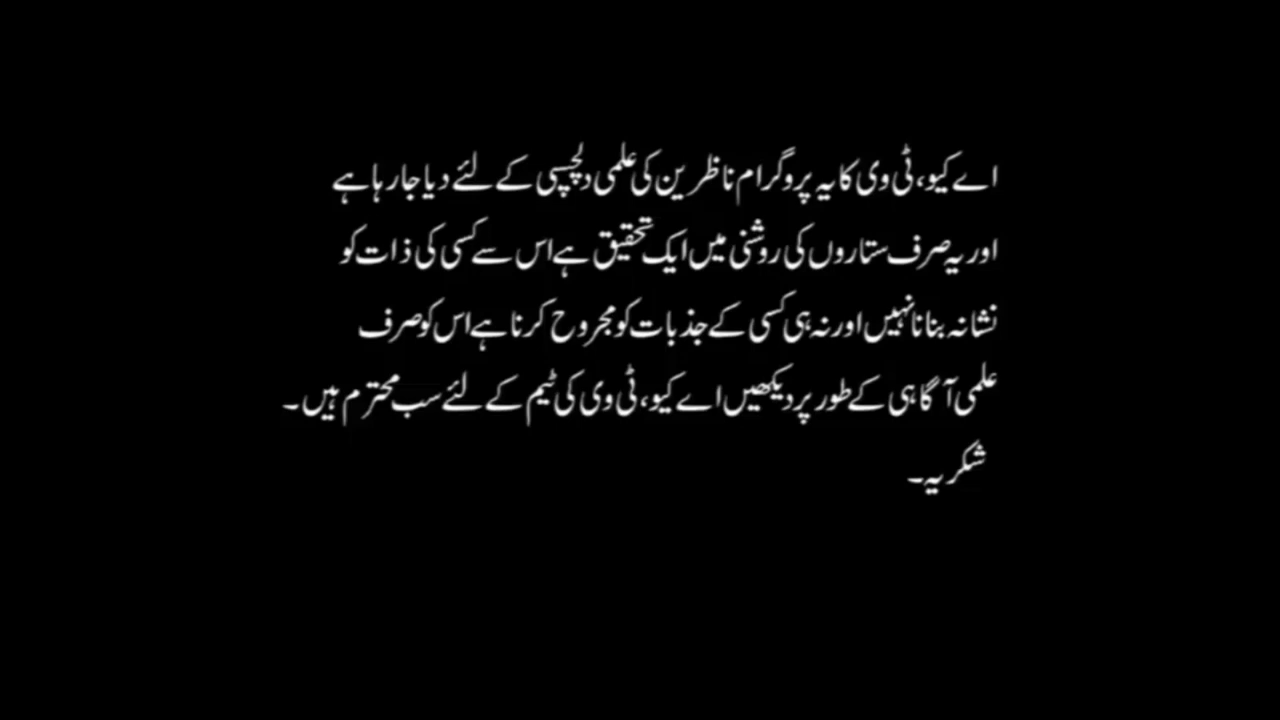 اے کیو، ٹی وی کا یہ پروگرام ناظرین کی علمی دلچسپی کے لئے دیا جا رہا ہے
اور یہ صرف ستاروں کی روشنی میں ایک تحقیق ہے اس سے کسی کی ذات کو
نشانہ بنانا نہیں اور نہ ہی کسی کے جذبات کو مجروح کرنا ہے اس کو صرف
علمی آگاہی کے طور پر دیکھیں اے کیو، ٹی وی کی ٹیم کے لئے سب محترم ہیں۔
شکریہ۔